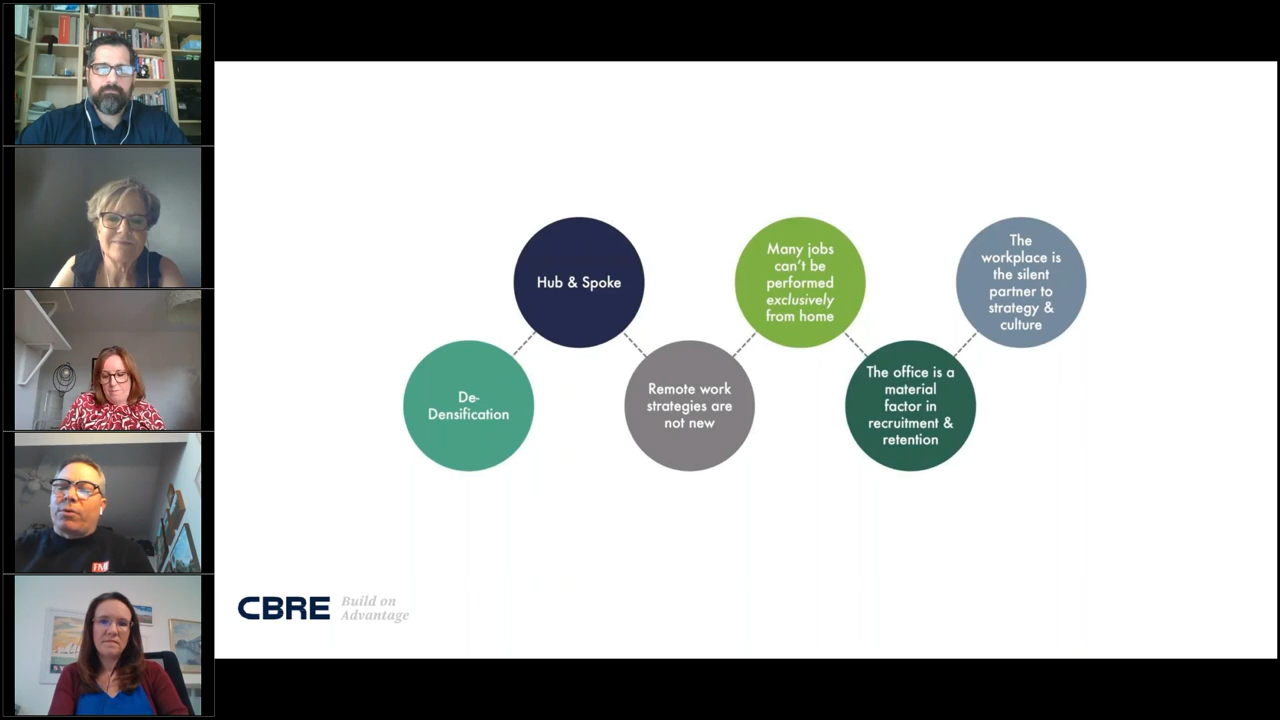 De-
Densification
Hub & Spoke
Remote work
strategies are
not new
Many jobs
can't be
performed
exclusively
from home
The office is a
material
factor in
recruitment &
retention
The
workplace is
the silent
partner to
strategy &
culture
CBRE
Build on
Advantage